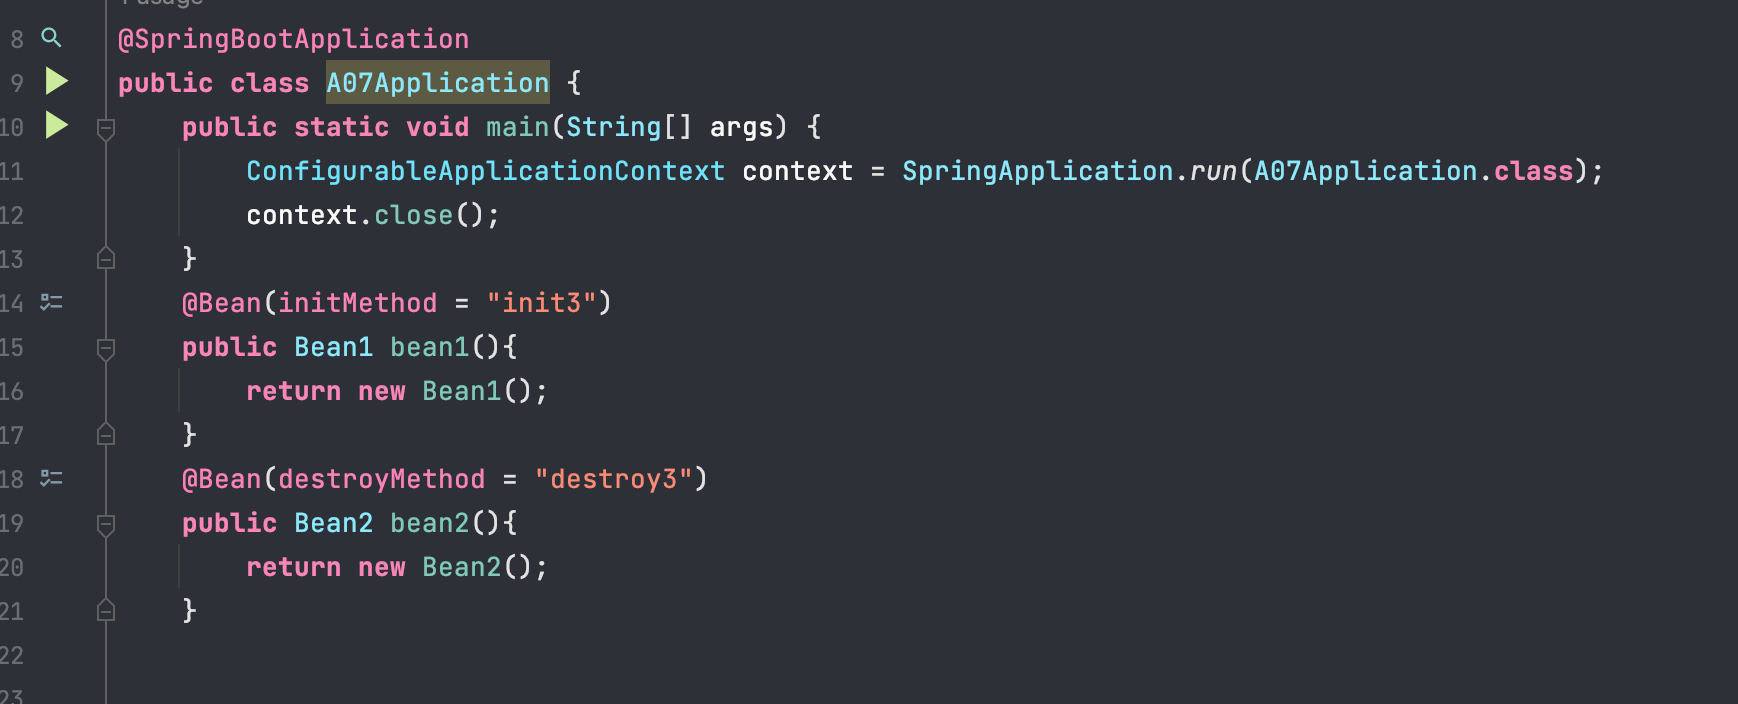 1 usage
8 @SpringBootApplication
9 public class A07Application {
10 public static void main(String[] args) {
11 ConfigurableApplicationContext context = SpringApplication.run(A07Application.class);
12 context.close();
13 }
14 @Bean(initMethod = "init3")
15 public Bean1 bean1(){
16 return new Bean1();
17 }
18 @Bean(destroyMethod = "destroy3")
19 public Bean2 bean2(){
20 return new Bean2();
21 }
22
23